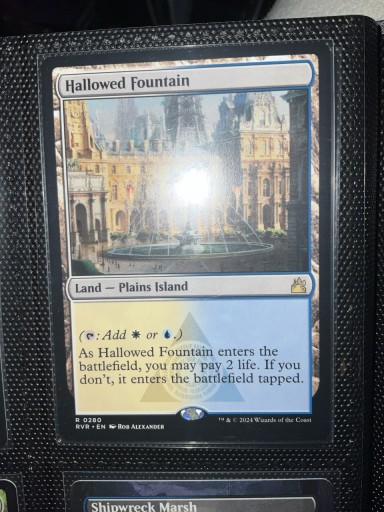 Hallowed Fountain
Land — Plains Island
(: Add or .)
As Hallowed Fountain enters the
battlefield, you may pay 2 life. If you
don't, it enters the battlefield tapped.
R 0280
RVR • EN Rob Alexander
™ & © 2024 Wizards of the Coast
Shipwreck Marsh